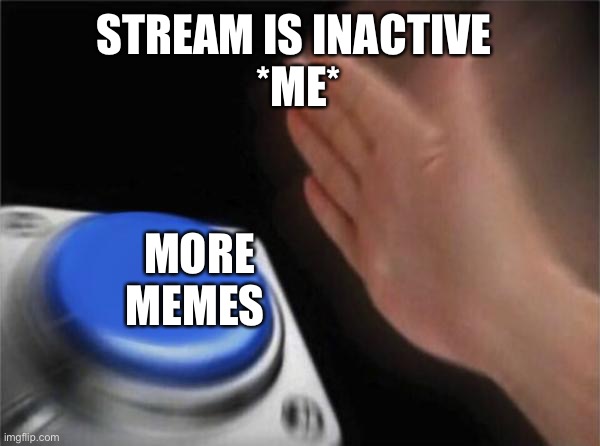 STREAM IS INACTIVE
*ME*
MORE
MEMES
imgflip.com